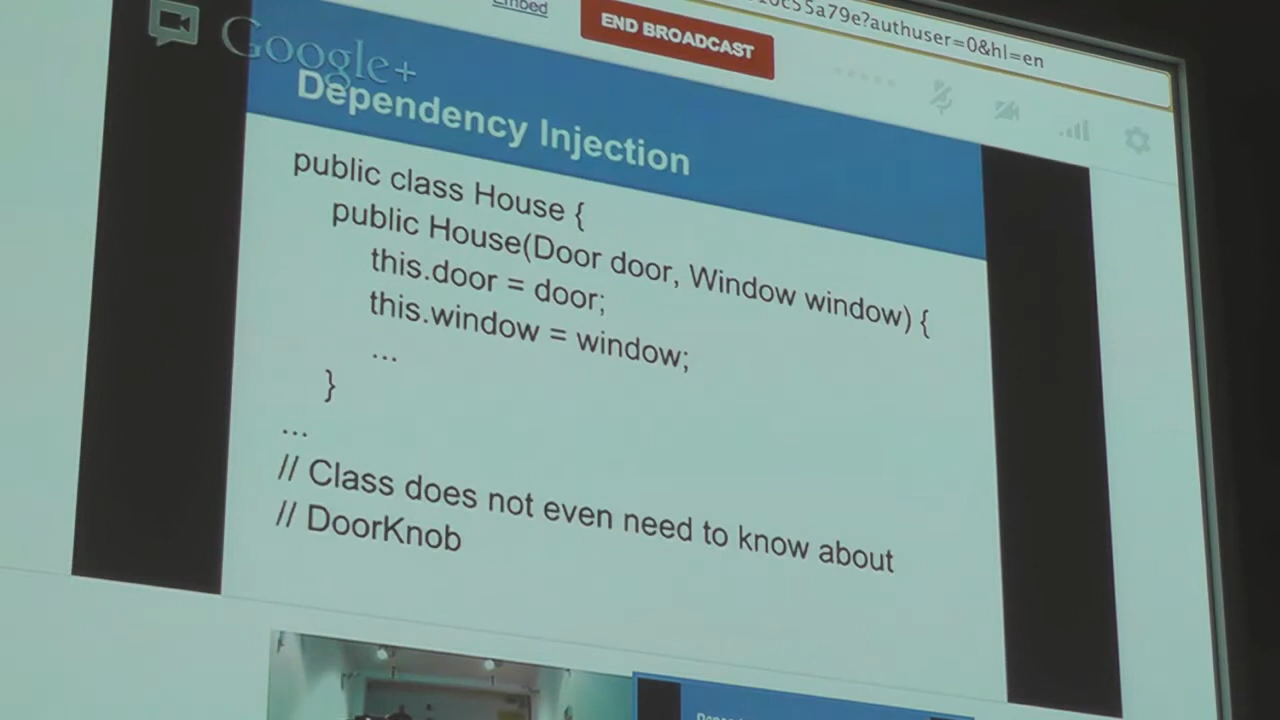 Embed
END BROADCAST
55a79e?authuser=0&hl=en
Google+
Dependency Injection
public class House {
public House(Door door, Window window) {
this.door = door;
this.window = window;
...
}
...
// Class does not even need to know about
// DoorKnob